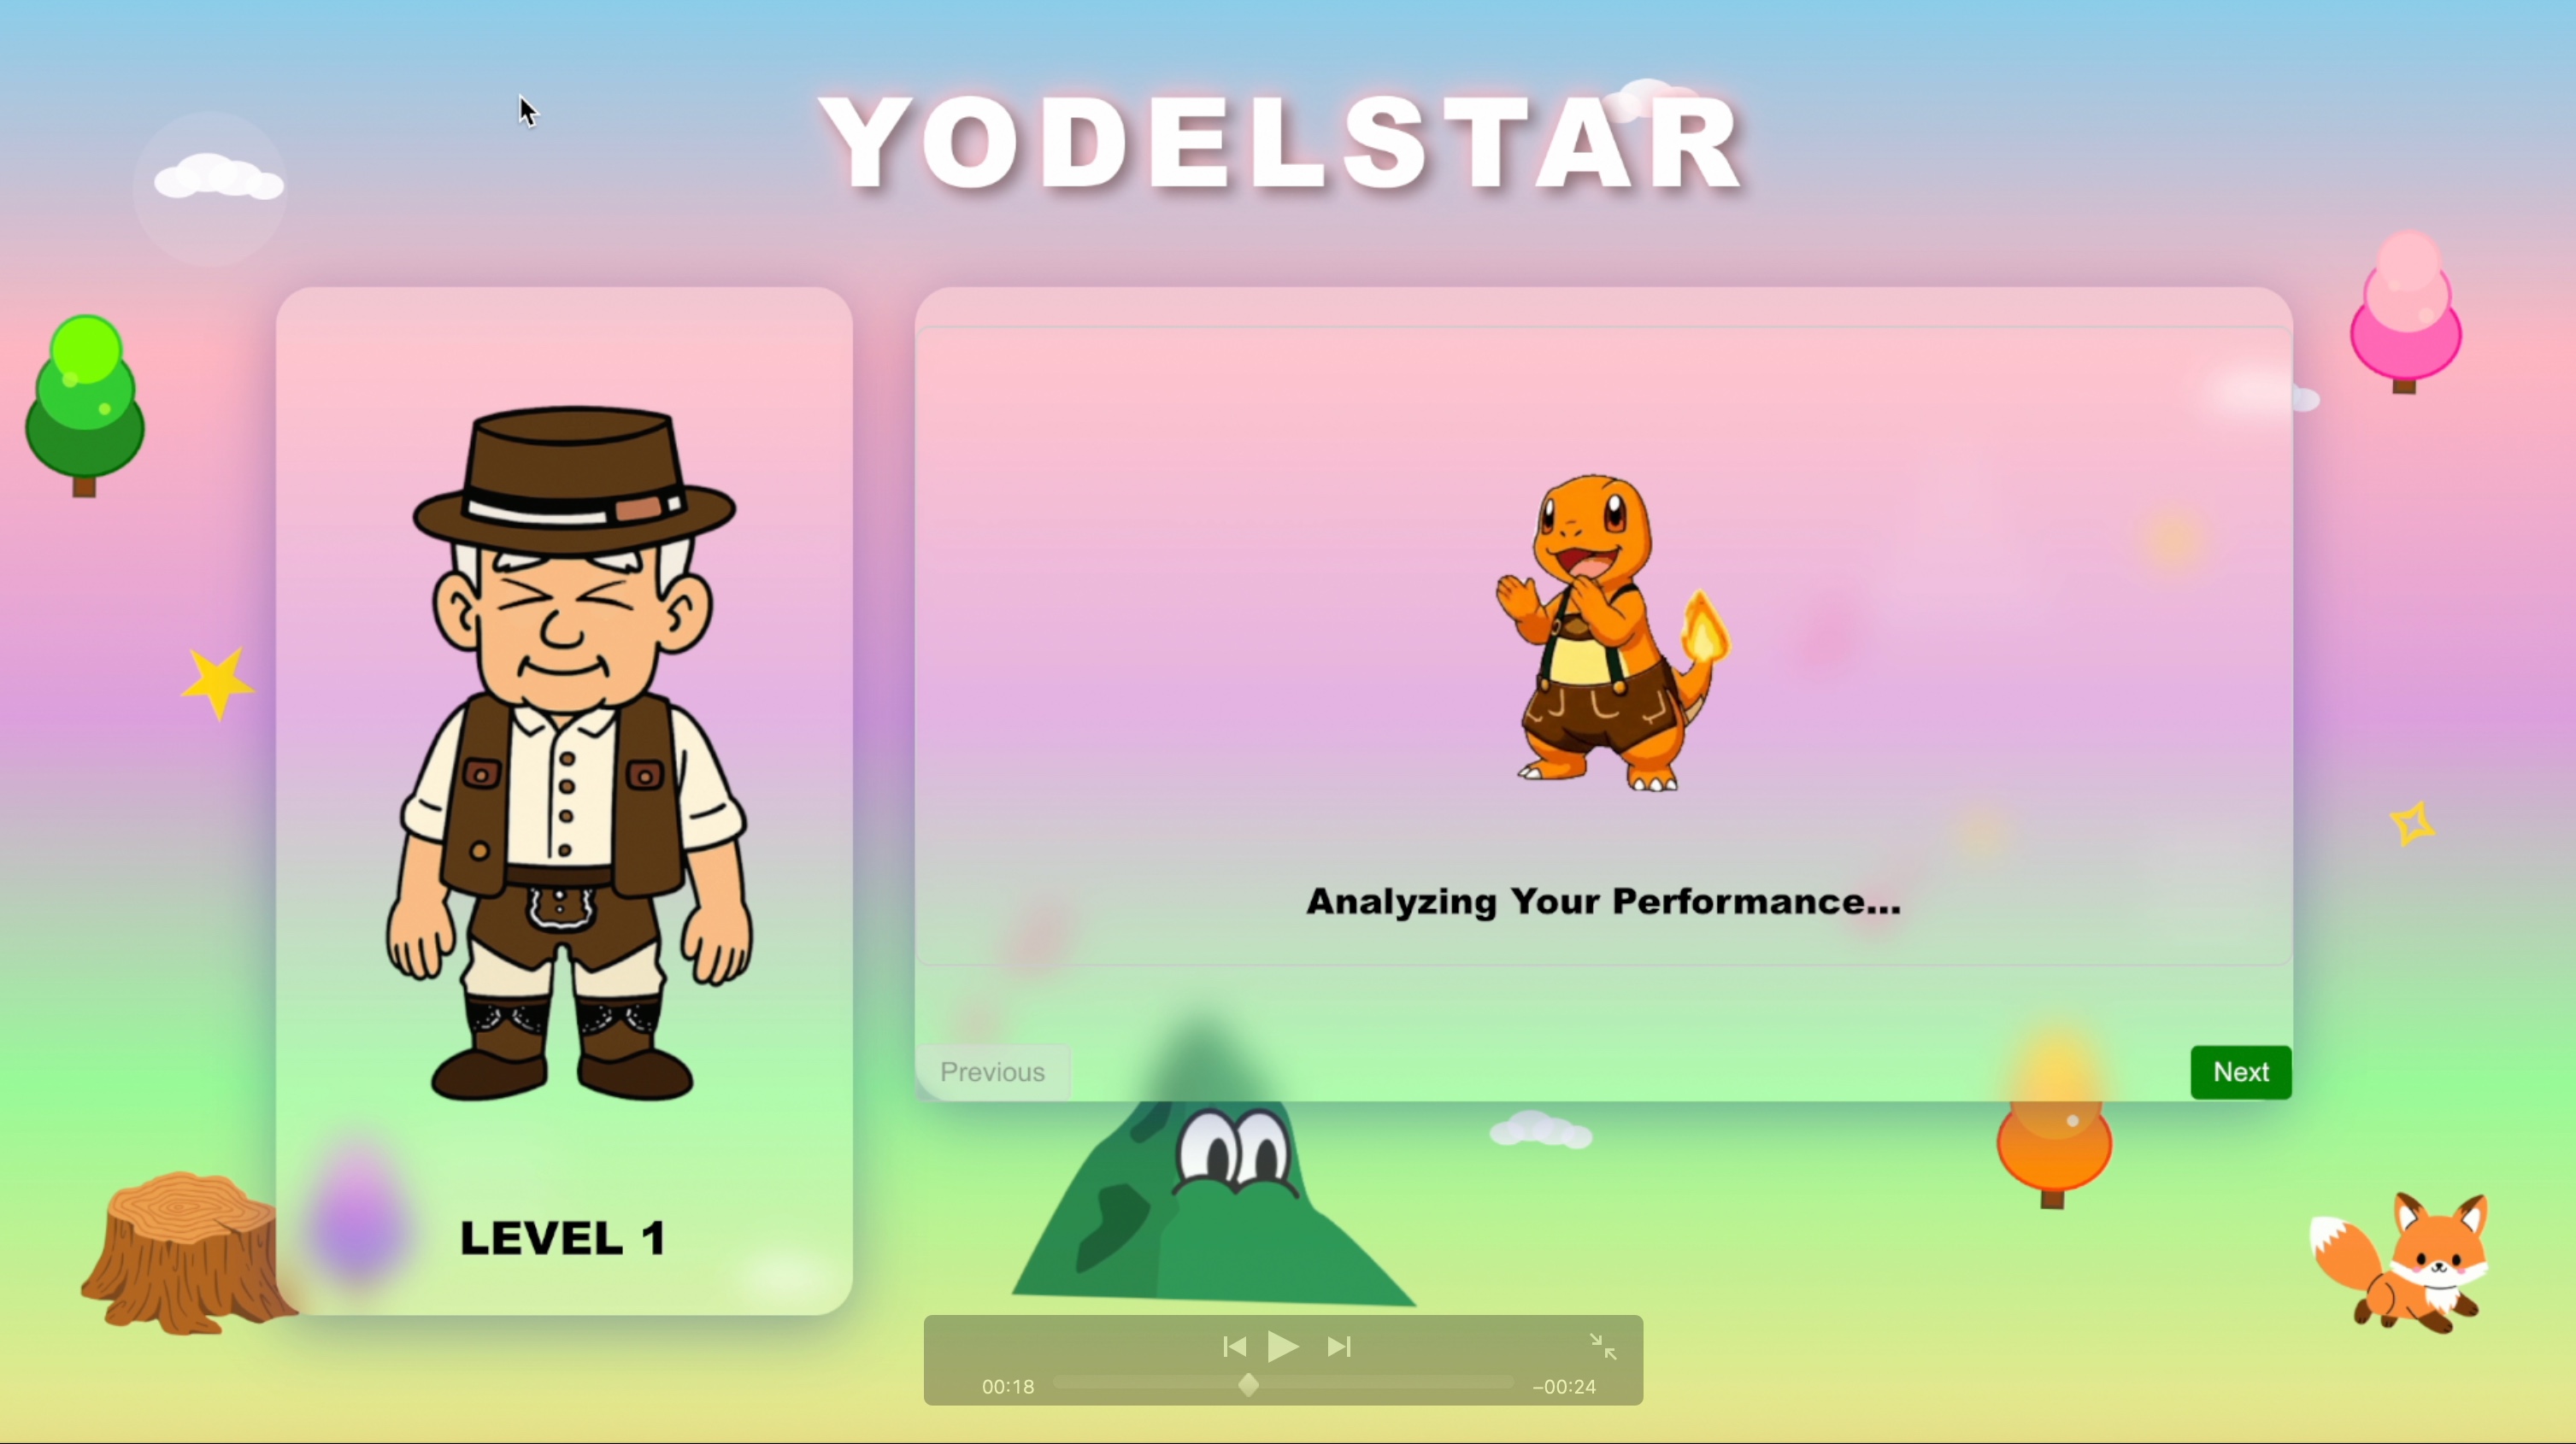 YODELSTAR
Analyzing Your Performance...
Previous
Next
LEVEL 1
00:18
–00:24